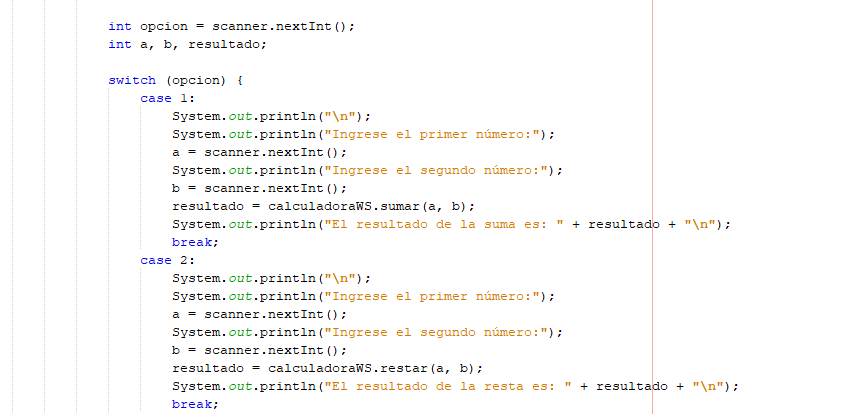 int opcion = scanner.nextInt();
int a, b, resultado;
switch (opcion) {
case 1:
System.out.println("\n");
System.out.println("Ingrese el primer número:");
a = scanner.nextInt();
System.out.println("Ingrese el segundo número:");
b = scanner.nextInt();
resultado = calculadoraWS.sumar(a, b);
System.out.println("El resultado de la suma es: " + resultado + "\n");
break;
case 2:
System.out.println("\n");
System.out.println("Ingrese el primer número:");
a = scanner.nextInt();
System.out.println("Ingrese el segundo número:");
b = scanner.nextInt();
resultado = calculadoraWS.restar(a, b);
System.out.println("El resultado de la resta es: " + resultado + "\n");
break;